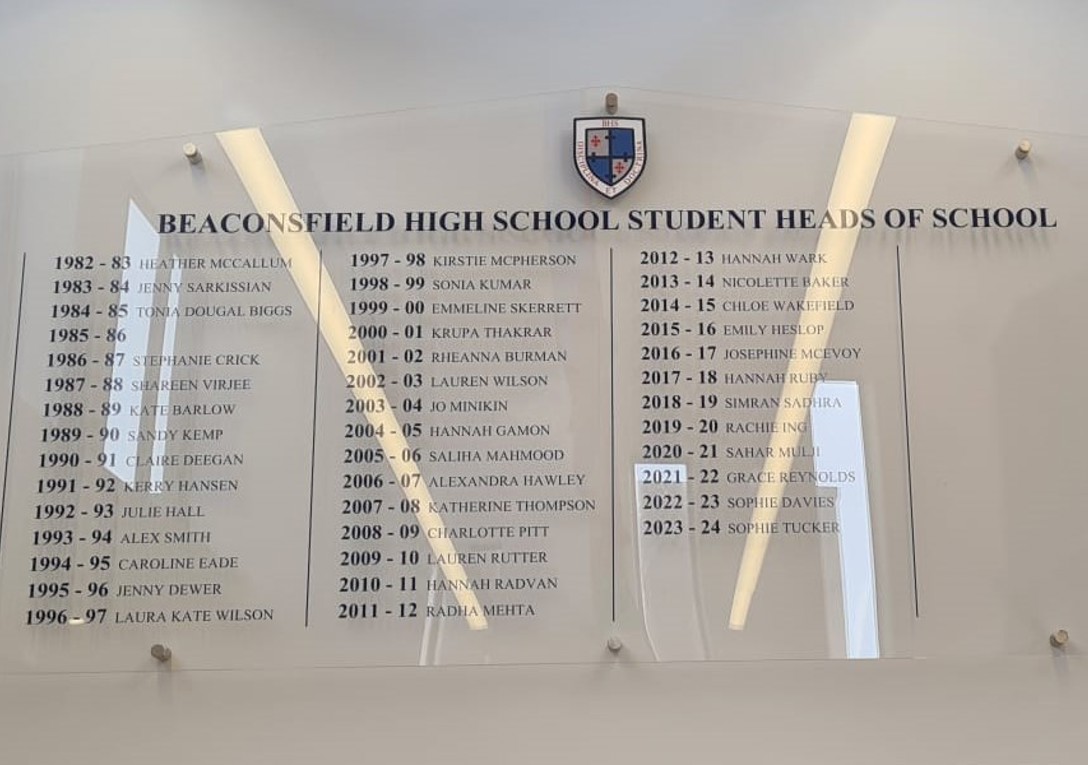 BHS
DISCIPLINA ET DOCTRINA
BEACONSFIELD HIGH SCHOOL STUDENT HEADS OF SCHOOL
1982 - 83 HEATHER MCCALLUM
1983 - 84 JENNY SARKISSIAN
1984 - 85 TONIA DOUGAL BIGGS
1985 - 86
1986 - 87 STEPHANIE CRICK
1987 - 88 SHAREEN VIRJEE
1988 - 89 KATE BARLOW
1989 - 90 SANDY KEMP
1990 - 91 CLAIRE DEEGAN
1991 - 92 KERRY HANSEN
1992 - 93 JULIE HALL
1993 - 94 ALEX SMITH
1994 - 95 CAROLINE EADE
1995 - 96 JENNY DEWER
1996 - 97 LAURA KATE WILSON
1997 - 98 KIRSTIE MCPHERSON
1998 - 99 SONIA KUMAR
1999 - 00 EMMELINE SKERRETT
2000 - 01 KRUPA THAKRAR
2001 - 02 RHEANNA BURMAN
2002 - 03 LAUREN WILSON
2003 - 04 JO MINIKIN
2004 - 05 HANNAH GAMON
2005 - 06 SALIHA MAHMOOD
2006 - 07 ALEXANDRA HAWLEY
2007 - 08 KATHERINE THOMPSON
2008 - 09 CHARLOTTE PITT
2009 - 10 LAUREN RUTTER
2010 - 11 HANNAH RADVAN
2011 - 12 RADHA MEHTA
2012 - 13 HANNAH WARK
2013 - 14 NICOLETTE BAKER
2014 - 15 CHLOE WAKEFIELD
2015 - 16 EMILY HESLOP
2016 - 17 JOSEPHINE MCEVOY
2017 - 18 HANNAH RUBY
2018 - 19 SIMRAN SADHRA
2019 - 20 RACHIE ING
2020 - 21 SAHAR MULJI
2021 - 22 GRACE REYNOLDS
2022 - 23 SOPHIE DAVIES
2023 - 24 SOPHIE TUCKER